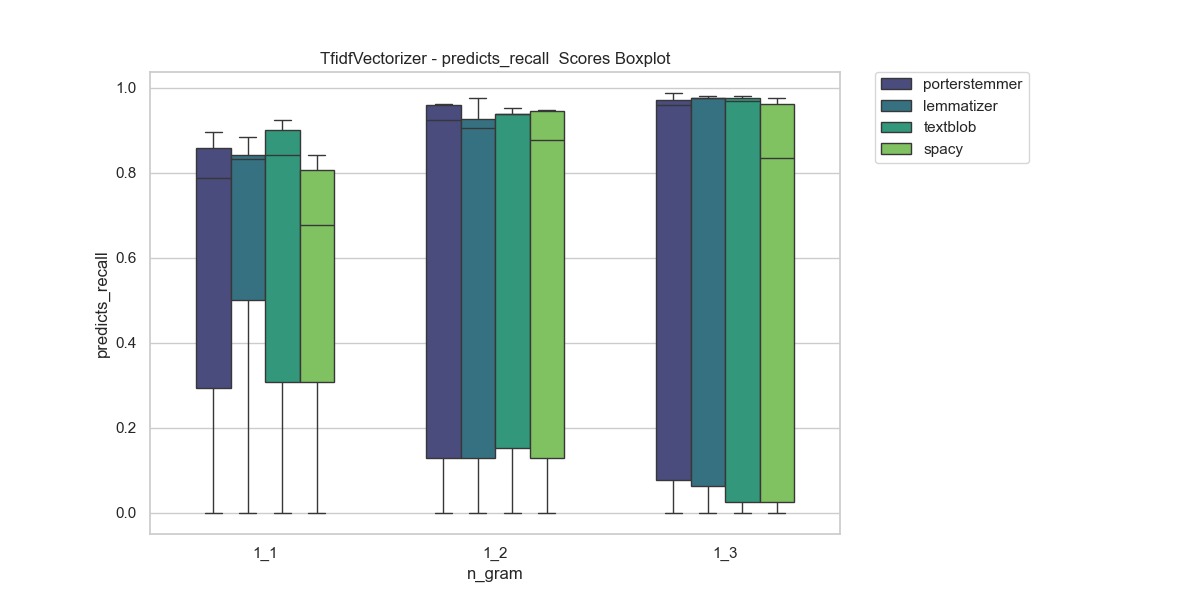 TfidfVectorizer - predicts_recall  Scores Boxplot
porterstemmer
lemmatizer
textblob
spacy
predicts_recall
1.0
0.8
0.6
0.4
0.2
0.0
1_1
1_2
1_3
n_gram